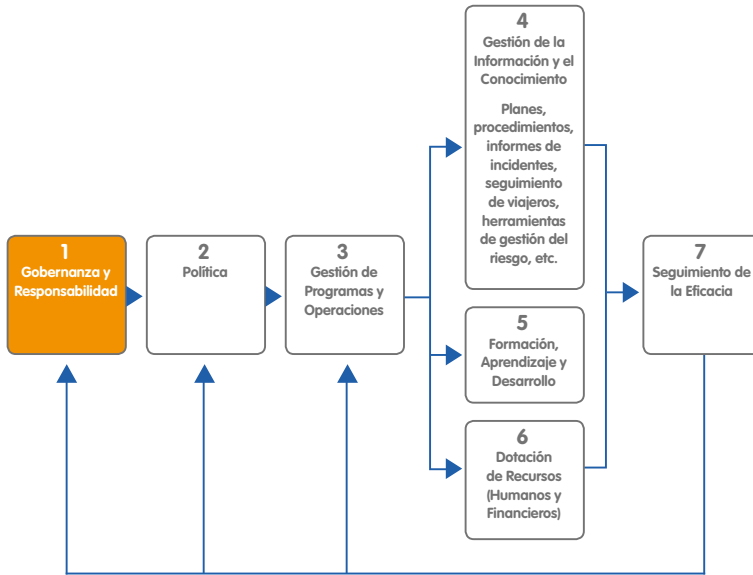 1
Gobernanza y
Responsabilidad
2
Política
3
Gestión de
Programas y
Operaciones
4
Gestión de la
Información y el
Conocimiento
Planes,
procedimientos,
informes de
incidentes,
seguimiento
de viajeros,
herramientas
de gestión del
riesgo, etc.
5
Formación,
Aprendizaje y
Desarrollo
6
Dotación
de Recursos
(Humanos y
Financieros)
7
Seguimiento de
la Eficacia